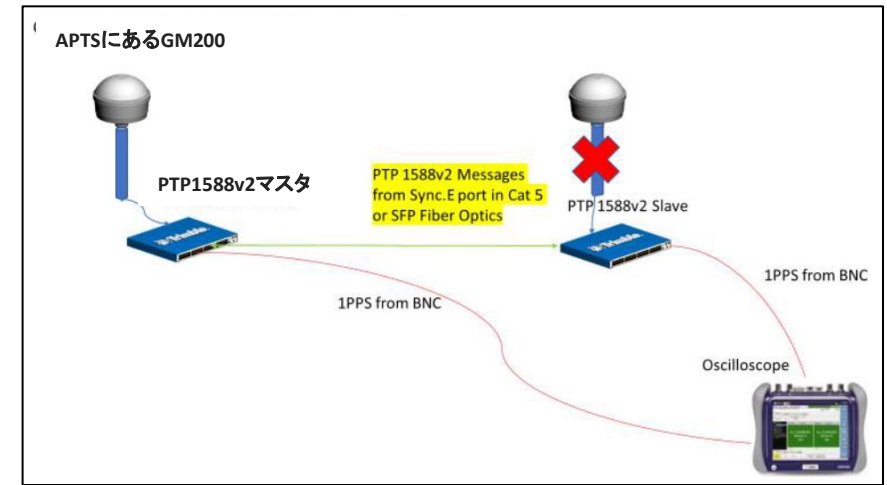 APTSにあるGM200
PTP1588v2マスタ
PTP 1588v2 Messages
from Sync.E port in Cat 5
or SFP Fiber Optics
PTP 1588v2 Slave
Trimble
Trimble
1PPS from BNC
1PPS from BNC
Oscilloscope